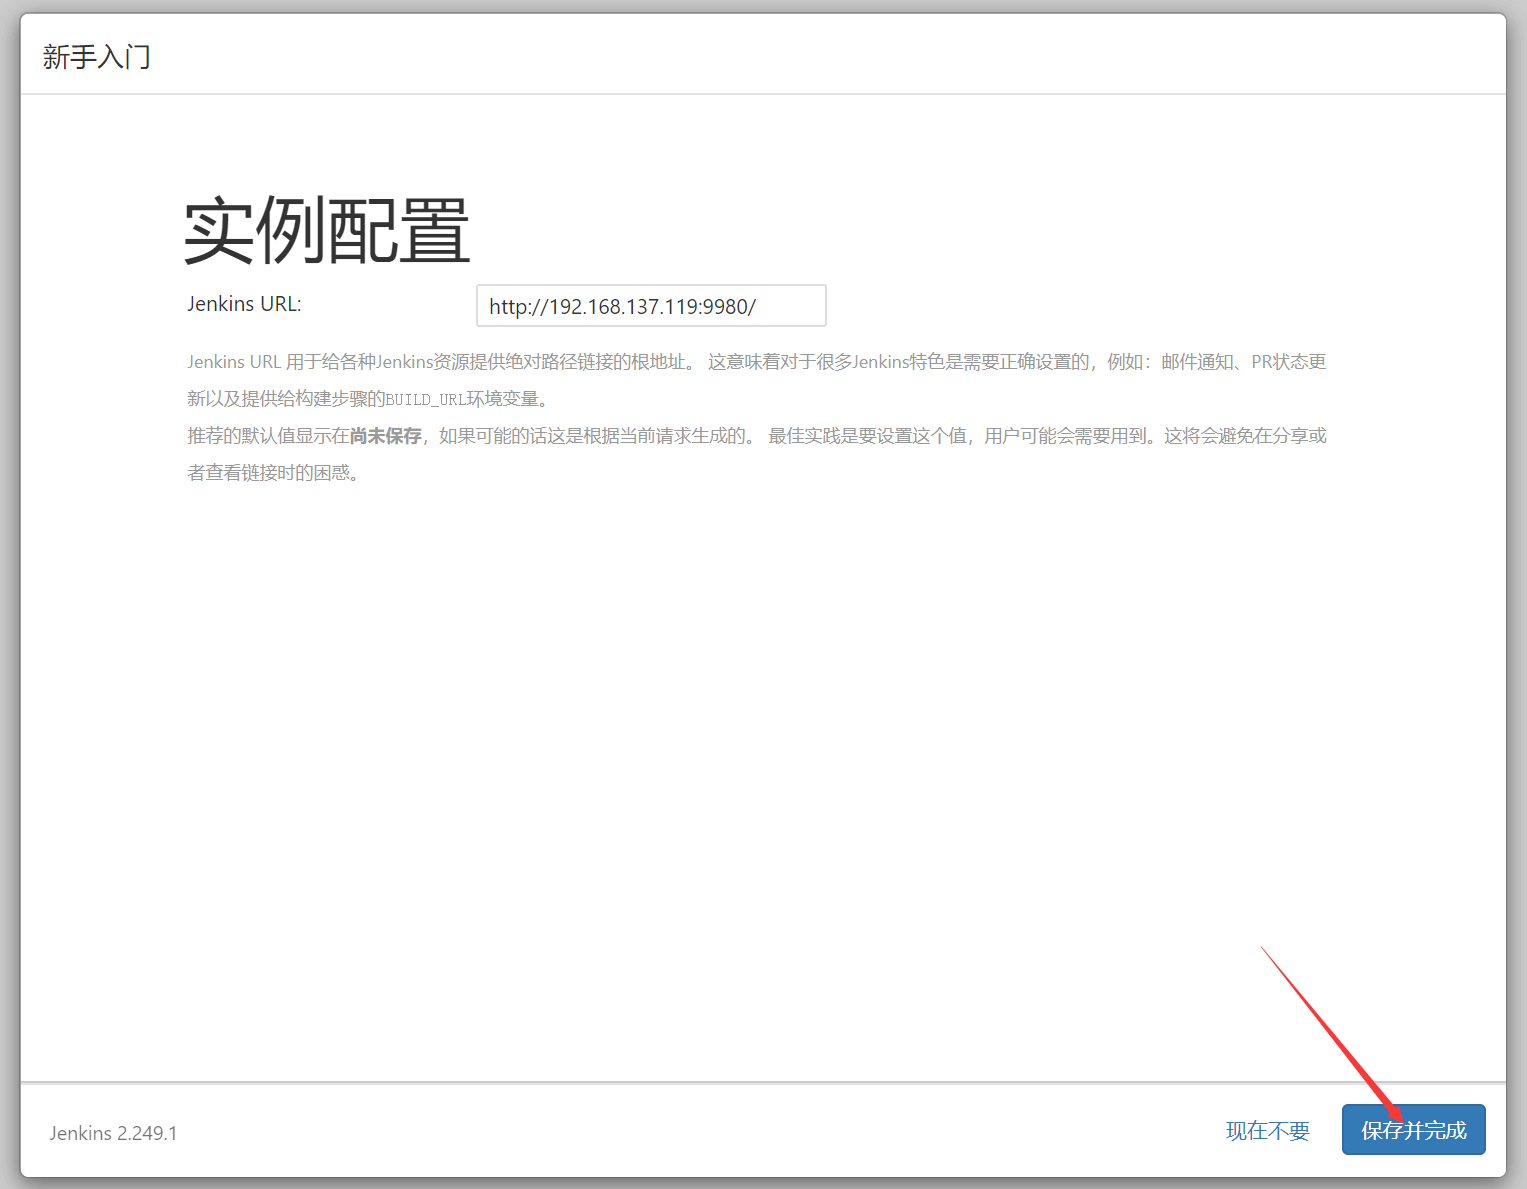 新手入门
实例配置
Jenkins URL:
http://192.168.137.119:9980/
Jenkins URL 用于给各种Jenkins资源提供绝对路径链接的根地址。 这意味着对于很多Jenkins特色是需要正确设置的，例如：邮件通知、PR状态更
新以及提供给构建步骤的BUILD_URL环境变量。
推荐的默认值显示在尚未保存，如果可能的话这是根据当前请求生成的。 最佳实践是要设置这个值，用户可能会需要用到。这将会避免在分享或
者查看链接时的困惑。
Jenkins 2.249.1
现在不要
保存并完成